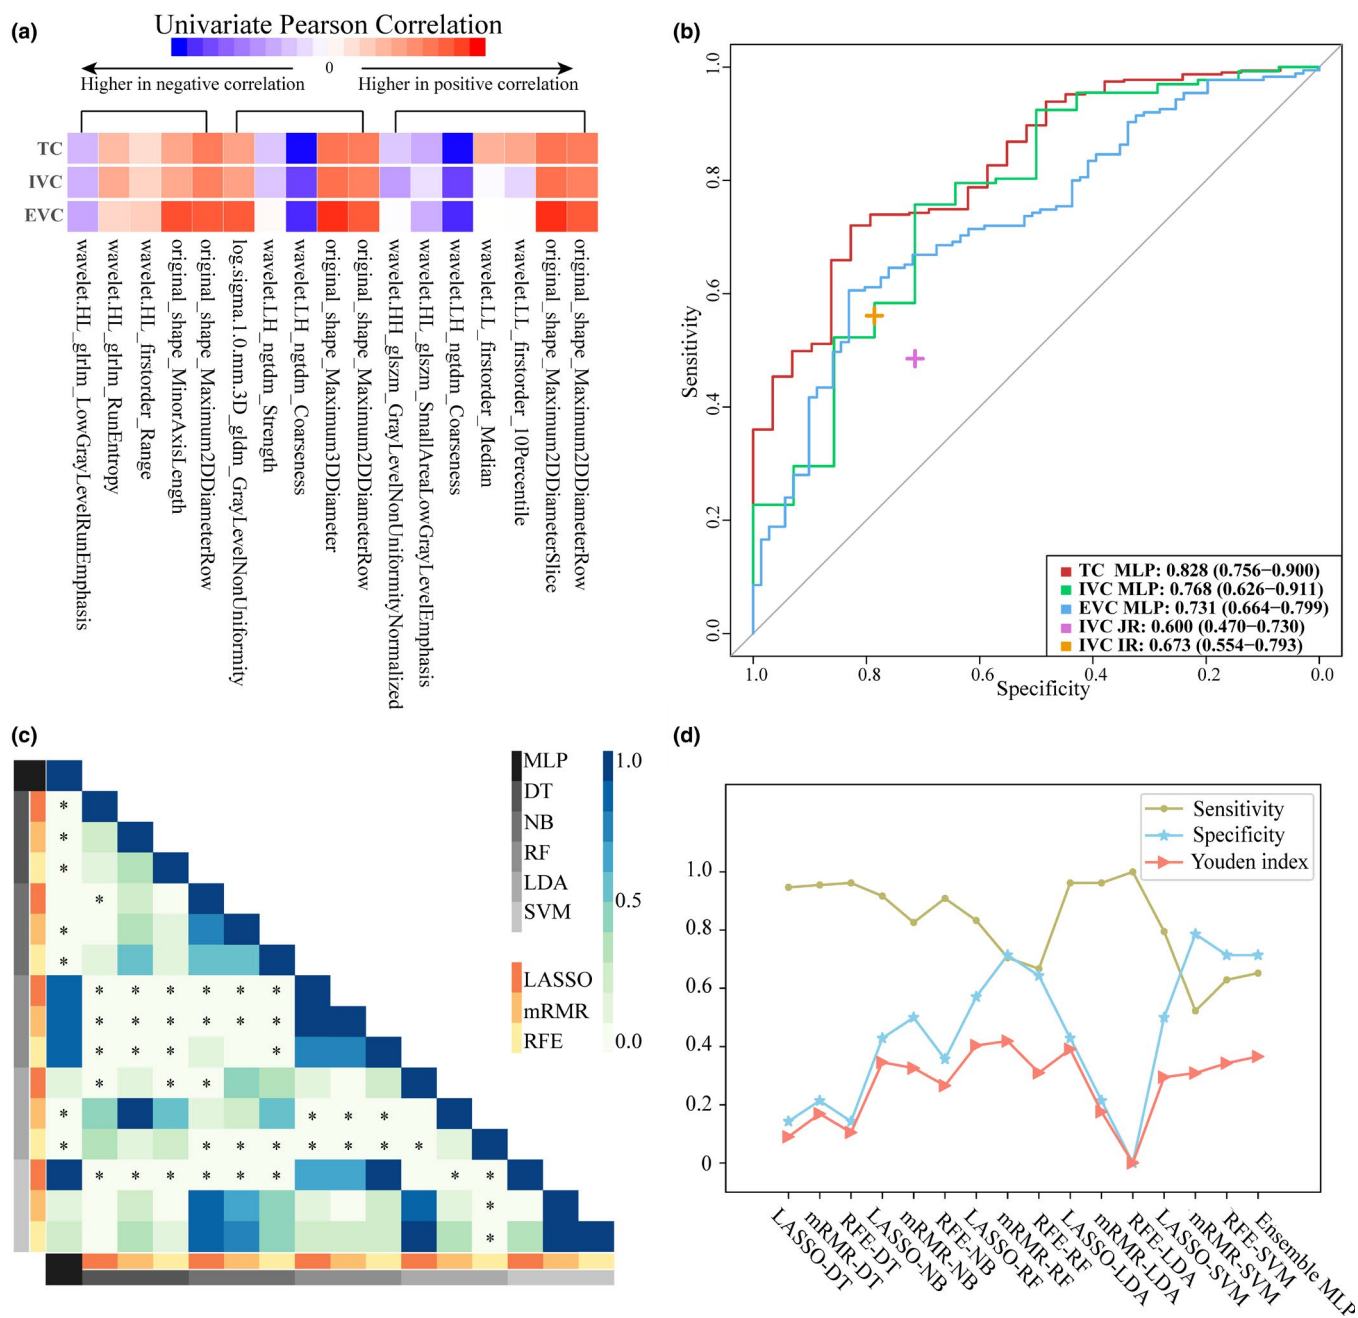 (a)
Univariate Pearson Correlation
0
Higher in negative correlation
Higher in positive correlation
TC
IVC
EVC
wavelet.HL_glrlm_LowGrayLevelRunEmphasis
wavelet.HL_glrlm_RunEntropy
wavelet.HL_firstorder_Range
original_shape_MinorAxisLength
original_shape_Maximum2DDiameterRow
log.sigma.1.0.mm.3D_gldm_GrayLevelNonUniformity
wavelet.LH_ngtdm_Strength
wavelet.LH_ngtdm_Coarseness
original_shape_Maximum3DDiameter
original_shape_Maximum2DDiameterRow
wavelet.HH_glszm_GrayLevelNonUniformityNormalized
wavelet.HL_glszm_SmallAreaLowGrayLevelEmphasis
wavelet.LH_ngtdm_Coarseness
wavelet.LL_firstorder_Median
wavelet.LL_firstorder_10Percentile
original_shape_Maximum2DDiameterSlice
original_shape_Maximum2DDiameterRow
(b)
Sensitivity
1.0
0.8
0.6
0.4
0.2
0.0
TC MLP: 0.828 (0.756−0.900)
IVC MLP: 0.768 (0.626−0.911)
EVC MLP: 0.731 (0.664−0.799)
IVC JR: 0.600 (0.470−0.730)
IVC IR: 0.673 (0.554−0.793)
1.0 0.8 0.6 0.4 0.2 0.0
Specificity
(c)
MLP
DT
NB
RF
LDA
SVM
LASSO
mRMR
RFE
1.0
0.5
0.0
*
*
*
*
*
*
* * * * * *
* * * * * *
* * * *
* * * *
* * * *
* * * * * * * *
* * * * * * * *
*
*
(d)
Sensitivity
Specificity
Youden index
1.0
0.8
0.6
0.4
0.2
0
LASSO-DT
mRMR-DT
RFE-DT
LASSO-NB
mRMR-NB
RFE-NB
LASSO-RF
mRMR-RF
RFE-RF
LASSO-LDA
mRMR-LDA
RFE-LDA
LASSO-SVM
mRMR-SVM
RFE-SVM
Ensemble MLP